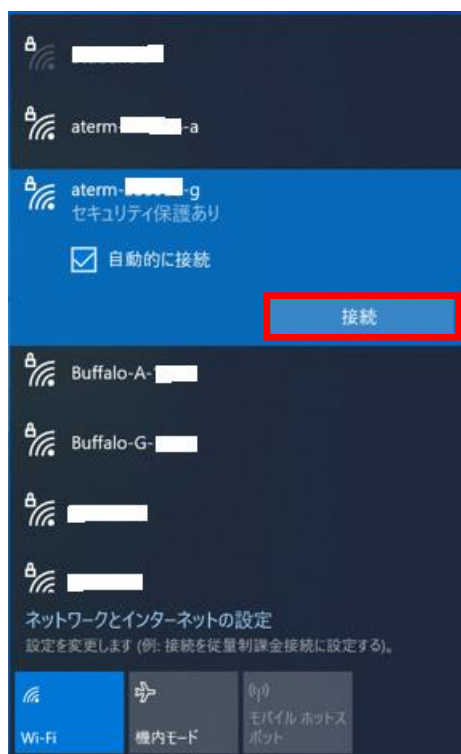 aterm- -a
aterm- -g
セキュリティ保護あり
自動的に接続
接続
Buffalo-A-
Buffalo-G-
ネットワークとインターネットの設定
設定を変更します (例: 接続を従量制課金接続に設定する)。
Wi-Fi
機内モード
モバイル ホットス
ポット